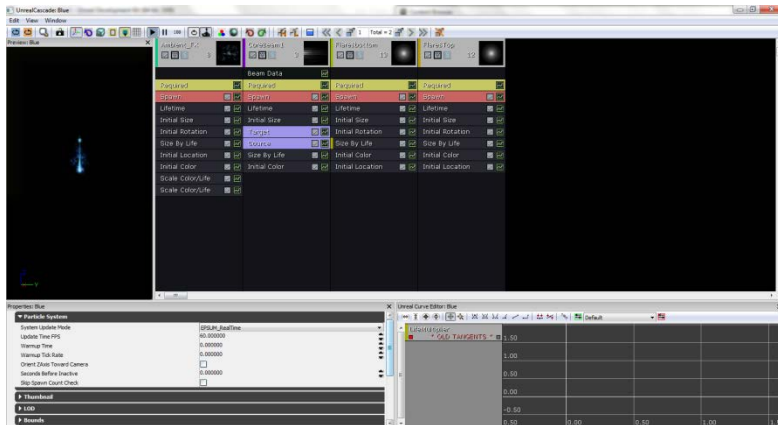 UnrealCascade: Blue
Edit View Window
Total = 2
Preview: Blue
Ambient_FX CoreBeam1 FlaresBottom FlaresTop
12
Beam Data
Required Required Required Required
Spawn Spawn Spawn Spawn
Lifetime Lifetime Lifetime Lifetime
Initial Size Initial Size Initial Size Initial Size
Initial Rotation Target Initial Rotation Initial Rotation
Size By Life Source Size By Life Size By Life
Initial Location Size By Life Initial Color Initial Color
Initial Color Initial Color Initial Location Initial Location
Scale Color/Life
Scale Color/Life
Properties: Blue
Particle System
System Update Mode EPSUM_RealTime
Update Time FPS 60.000000
Warmup Time 0.000000
Warmup Tick Rate 0.000000
Orient ZAxis Toward Camera
Seconds Before Inactive 0.000000
Skip Spawn Count Check
Thumbnail
LOD
Bounds
Unreal Curve Editor: Blue
Default
LifeMultiplier
* OLD TANGENTS *
1.50
1.00
0.50
0.00
-0.50
0.50 0.00 0.50 1.00